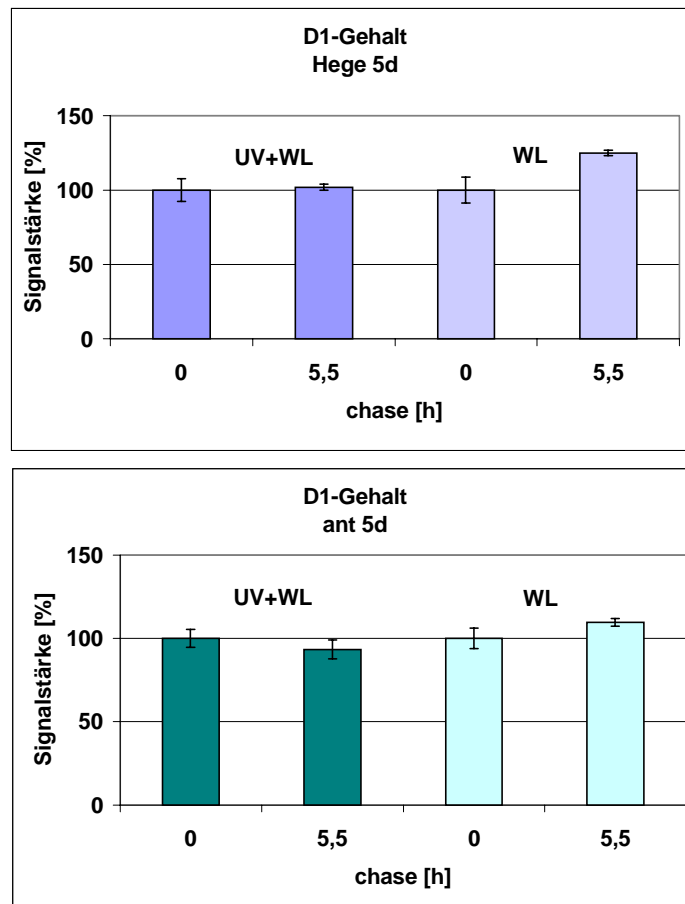 D1-Gehalt
Hege 5d
Signalstärke [%]
150
100
50
0
UV+WL
WL
0 5,5 0 5,5
chase [h]
D1-Gehalt
ant 5d
Signalstärke [%]
150
100
50
0
UV+WL
WL
0 5,5 0 5,5
chase [h]